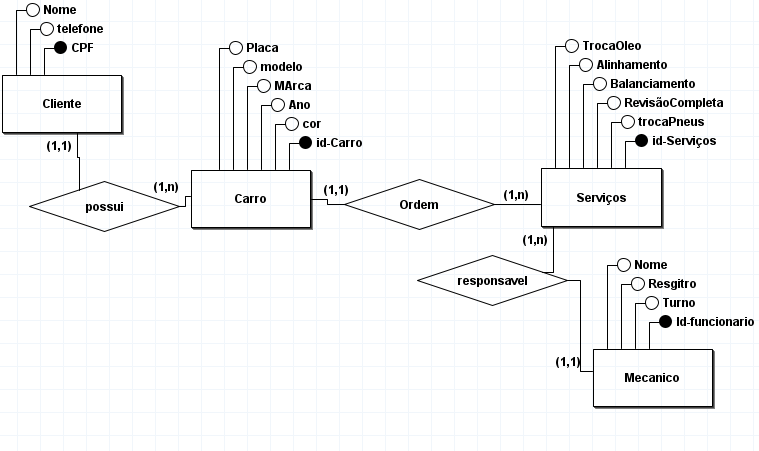 Nome
telefone
CPF
Cliente
(1,1)
possui
(1,n)
Placa
modelo
MArca
Ano
cor
id-Carro
Carro
(1,1)
Ordem
(1,n)
TrocaOleo
Alinhamento
Balanciamento
RevisãoCompleta
trocaPneus
id-Serviços
Serviços
(1,n)
responsavel
(1,1)
Nome
Resgitro
Turno
Id-funcionario
Mecanico